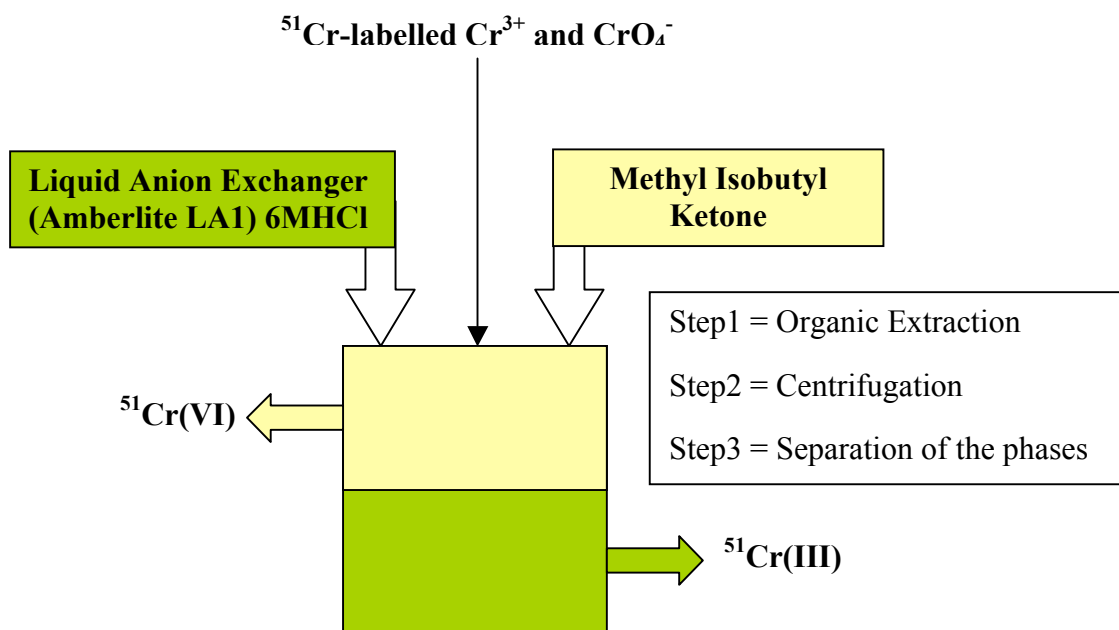 ⁵¹Cr-labelled Cr³⁺ and CrO₄⁻
Liquid Anion Exchanger
(Amberlite LA1) 6MHCl
Methyl Isobutyl
Ketone
Step1 = Organic Extraction
Step2 = Centrifugation
Step3 = Separation of the phases
⁵¹Cr(VI)
⁵¹Cr(III)